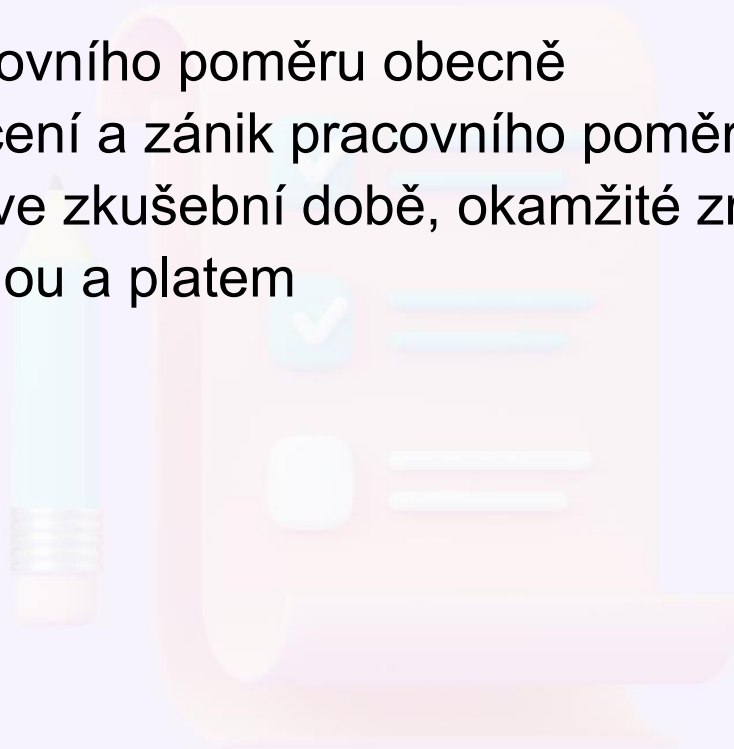 ovního poměru obecně
cení a zánik pracovního poměr
ve zkušební době, okamžité zr
ou a platem